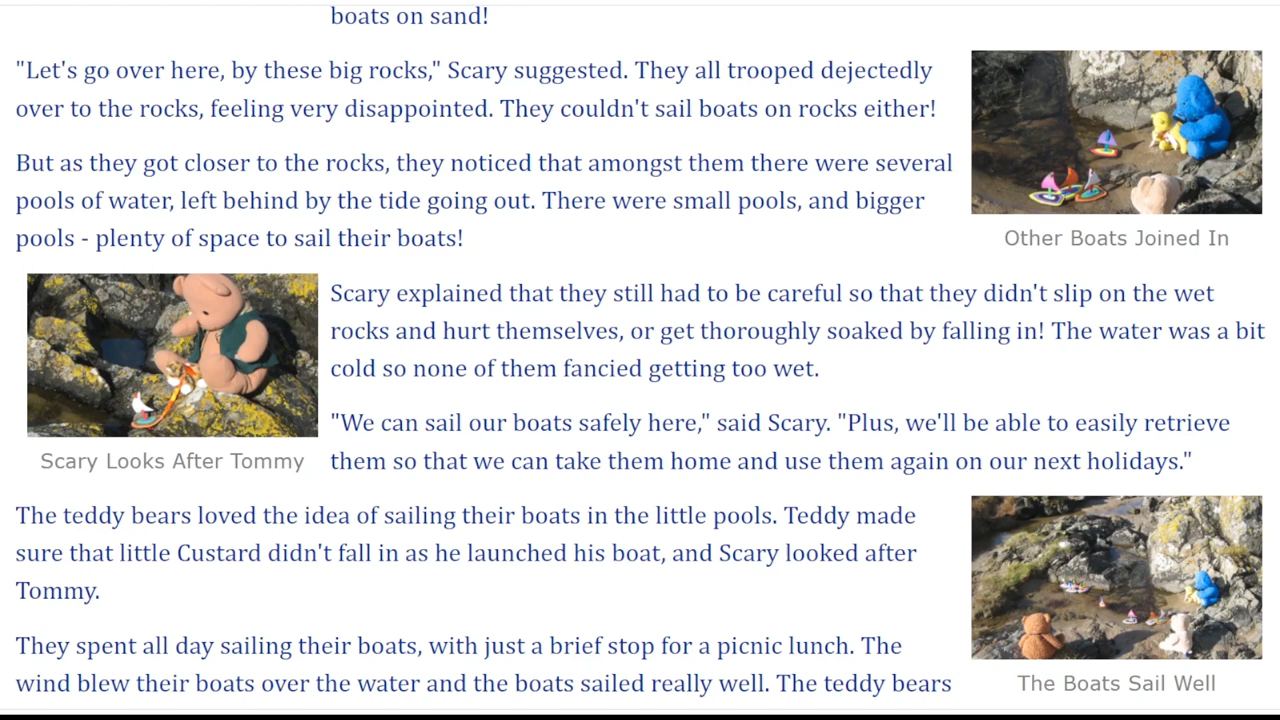 boats on sand!
"Let's go over here, by these big rocks," Scary suggested. They all trooped dejectedly
over to the rocks, feeling very disappointed. They couldn't sail boats on rocks either!
But as they got closer to the rocks, they noticed that amongst them there were several
pools of water, left behind by the tide going out. There were small pools, and bigger
pools - plenty of space to sail their boats!
Other Boats Joined In
Scary explained that they still had to be careful so that they didn't slip on the wet
rocks and hurt themselves, or get thoroughly soaked by falling in! The water was a bit
cold so none of them fancied getting too wet.
"We can sail our boats safely here," said Scary. "Plus, we'll be able to easily retrieve
them so that we can take them home and use them again on our next holidays."
Scary Looks After Tommy
The teddy bears loved the idea of sailing their boats in the little pools. Teddy made
sure that little Custard didn't fall in as he launched his boat, and Scary looked after
Tommy.
They spent all day sailing their boats, with just a brief stop for a picnic lunch. The
wind blew their boats over the water and the boats sailed really well. The teddy bears
The Boats Sail Well